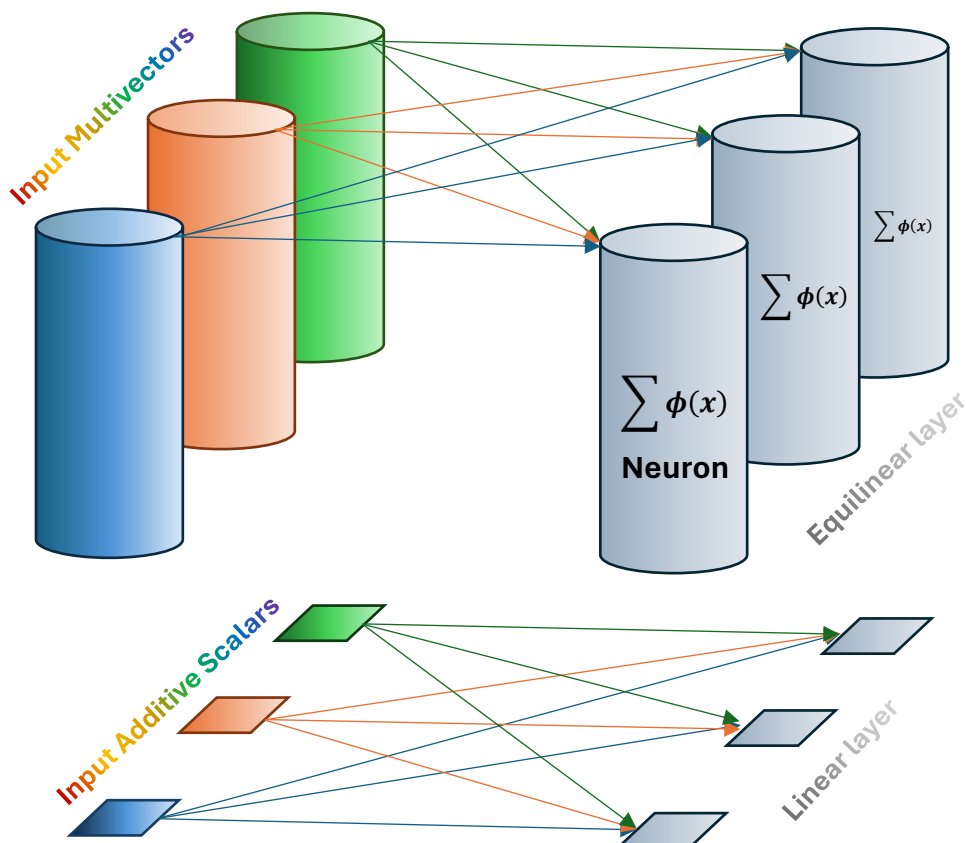 Input Multivectors
∑ϕ(x)
∑ϕ(x)
∑ϕ(x)
Neuron
Equilinear layer
Input Additive Scalars
Linear layer